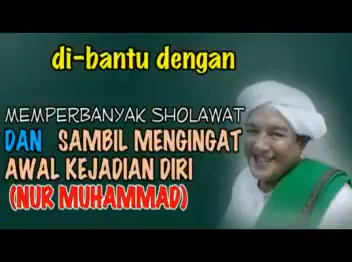 di-bantu dengan
MEMPERBANYAK SHOLAWAT
DAN SAMBIL MENGINGAT
AWAL KEJADIAN DIRI
(NUR MUHAMMAD)